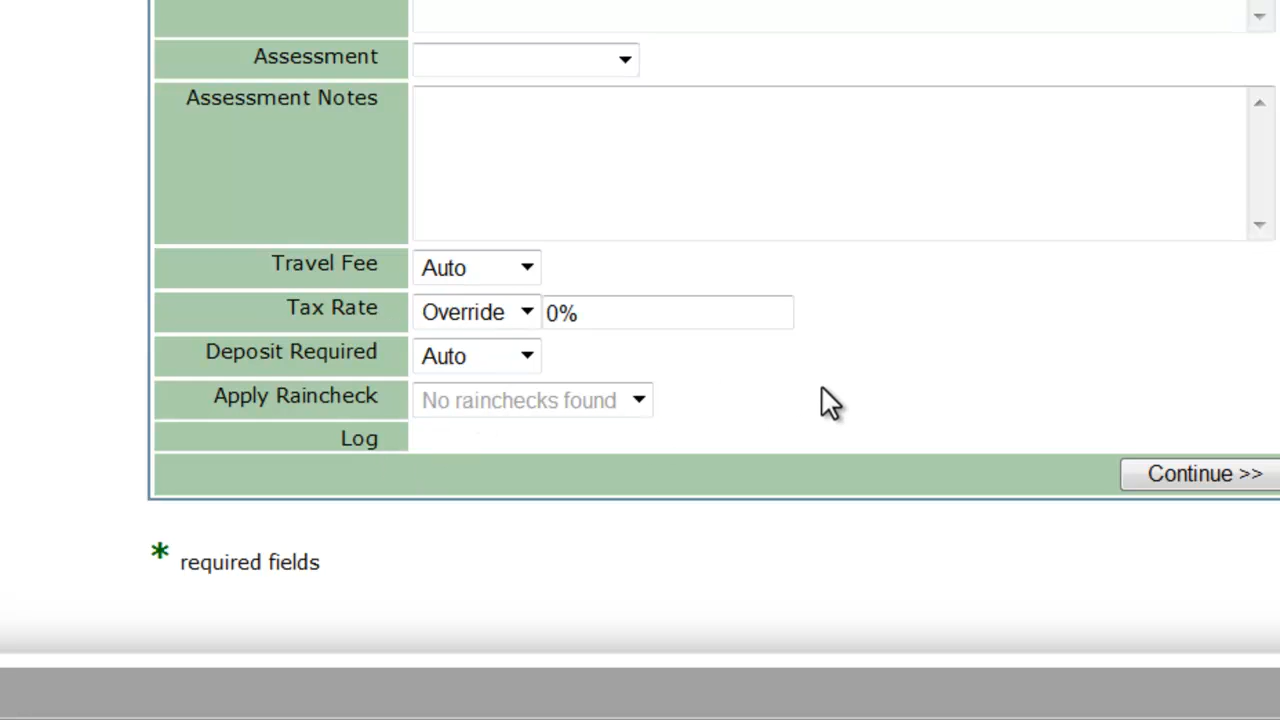 Assessment
Assessment Notes
Travel Fee Auto
Tax Rate Override 0%
Deposit Required Auto
Apply Raincheck No rainchecks found
Log
Continue >>
* required fields